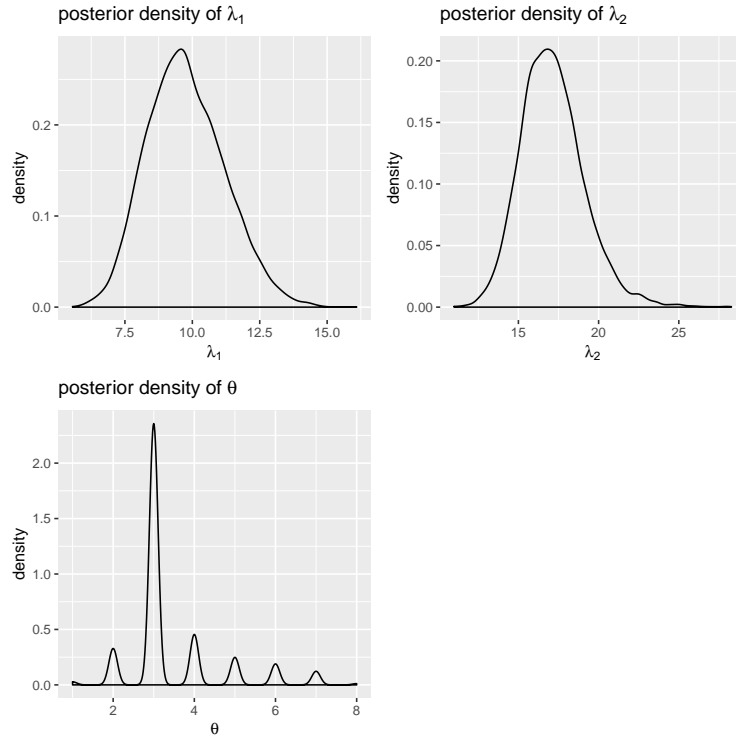 posterior density of λ₁
density
0.2
0.1
0.0
7.5 10.0 12.5 15.0
λ₁
posterior density of λ₂
density
0.20
0.15
0.10
0.05
0.00
15 20 25
λ₂
posterior density of θ
density
2.0
1.5
1.0
0.5
0.0
2 4 6 8
θ